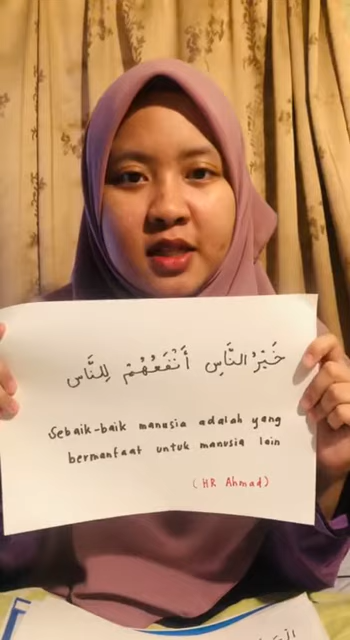 خَيْرُ النَّاسِ أَنْفَعُهُمْ لِلنَّاسِ
Sebaik-baik manusia adalah yang
bermanfaat untuk manusia lain
(HR Ahmad)